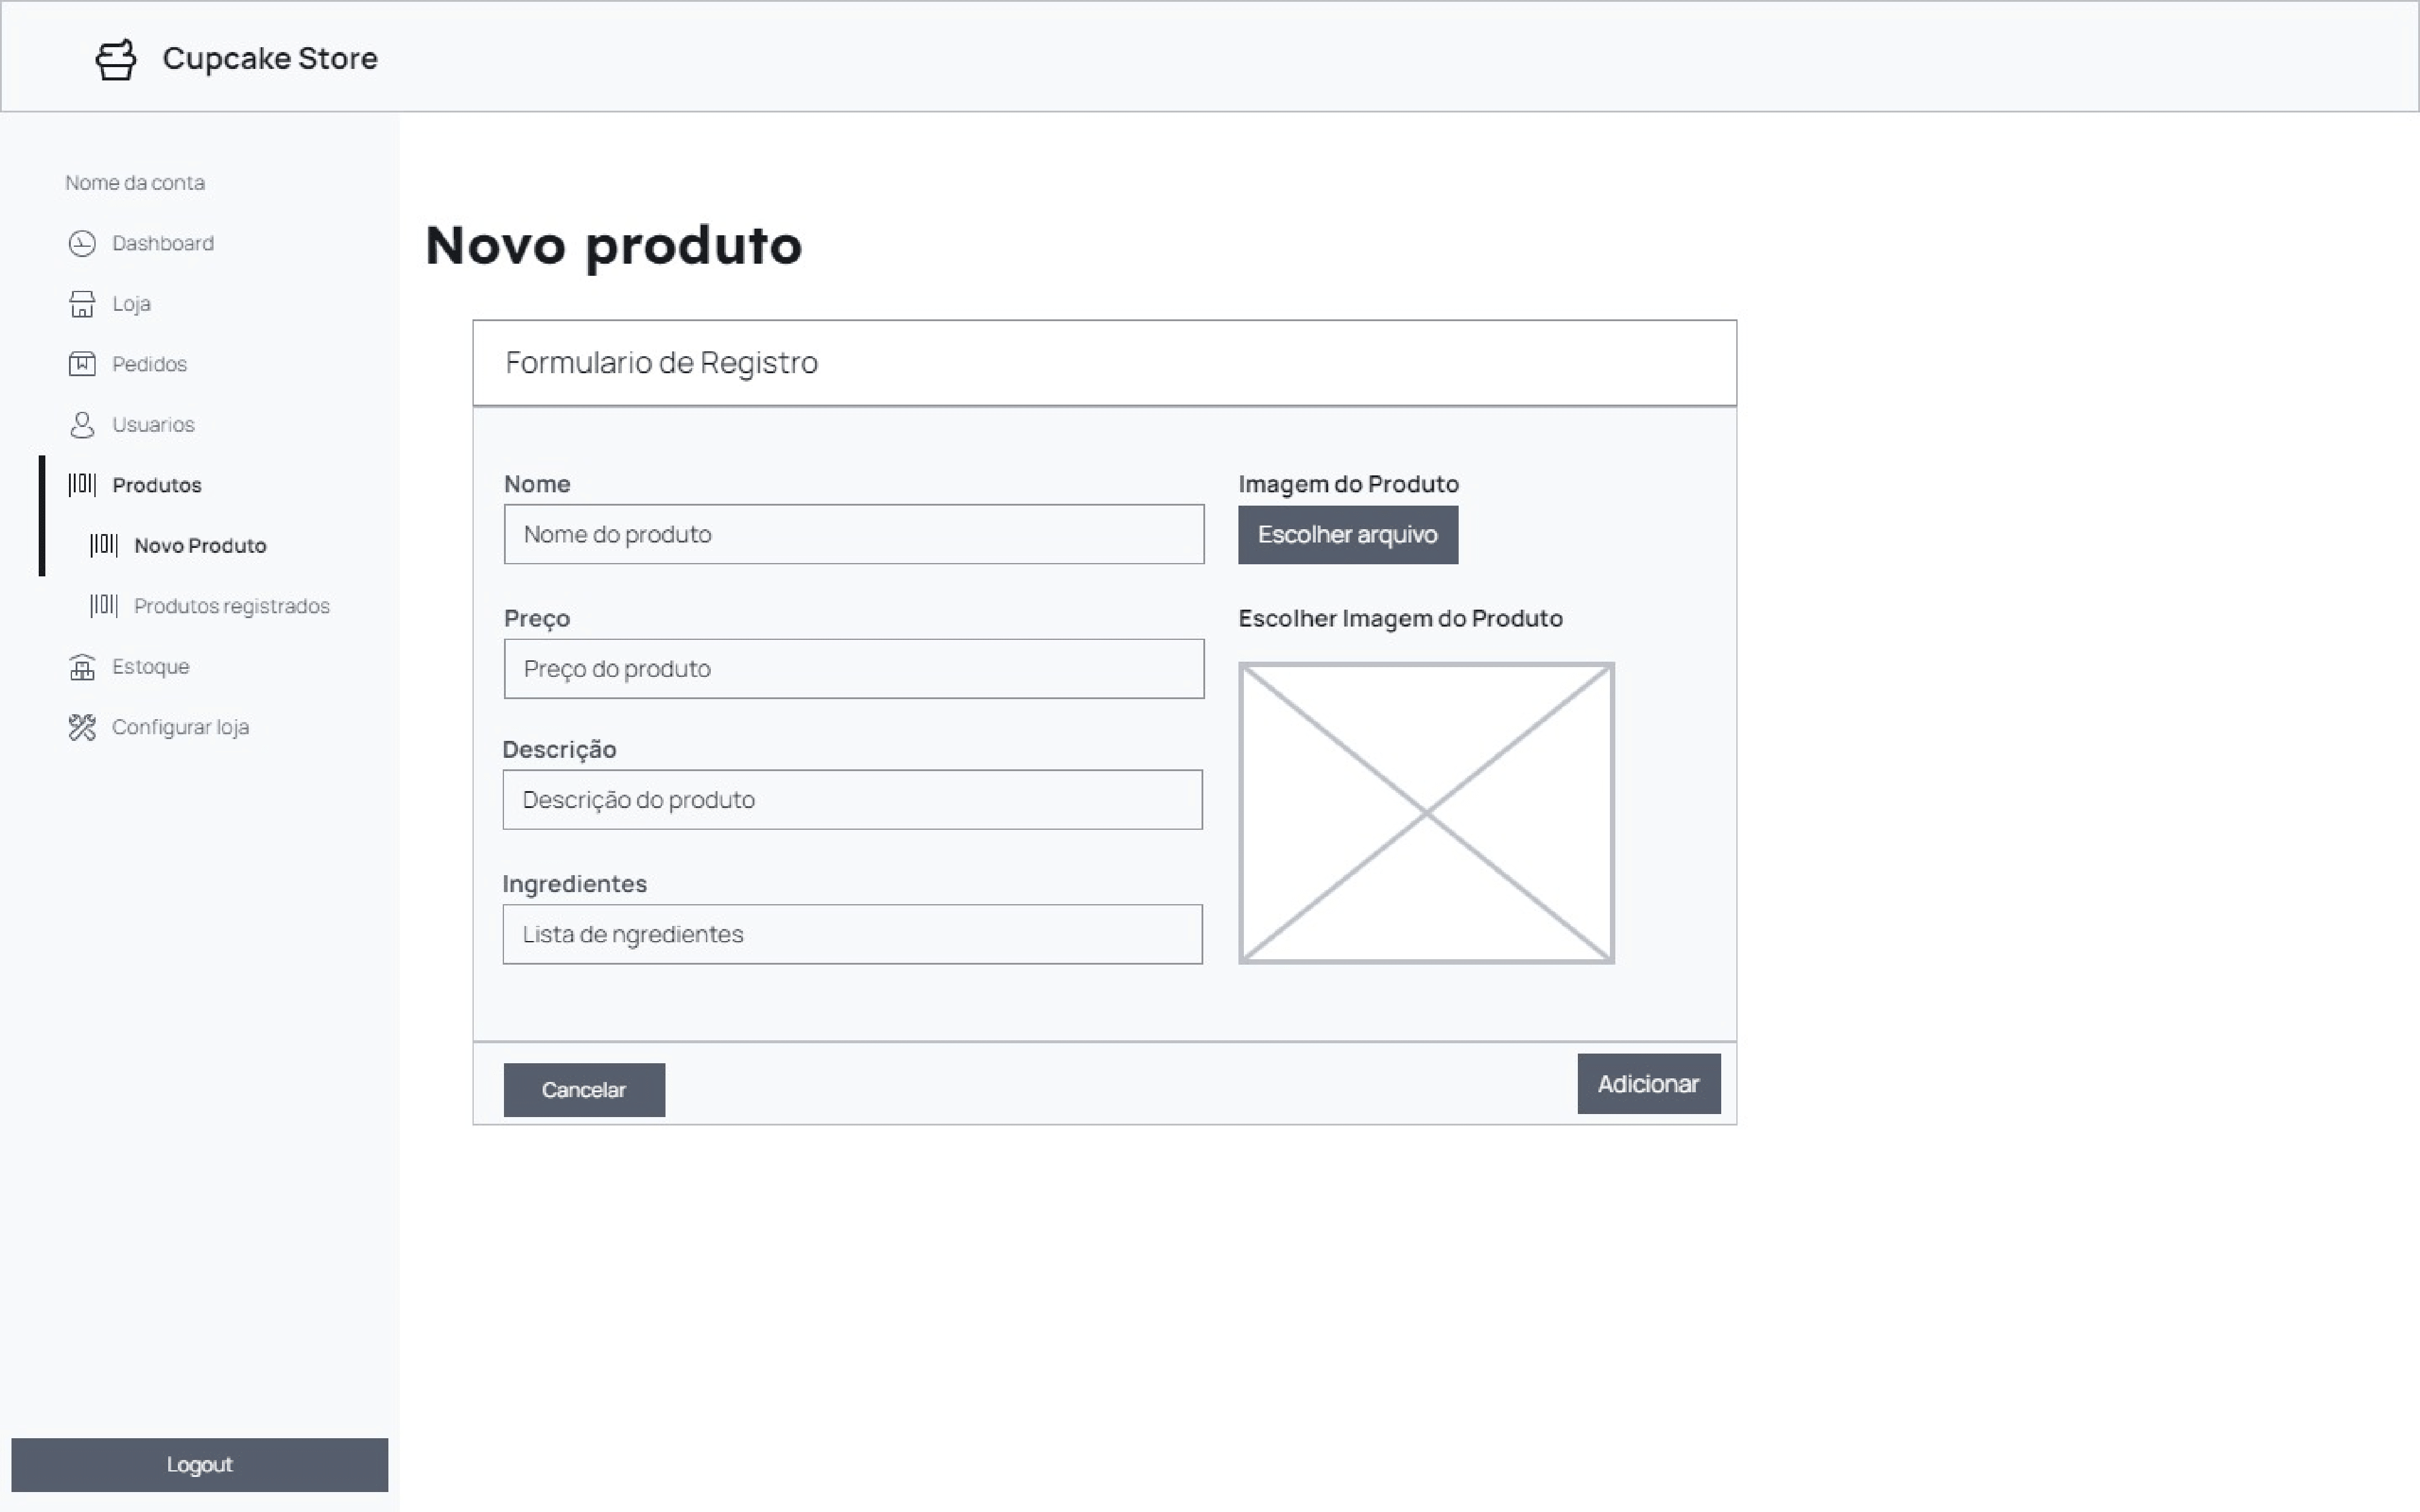 Cupcake Store
Nome da conta
Dashboard
Loja
Pedidos
Usuarios
Produtos
Novo Produto
Produtos registrados
Estoque
Configurar loja
Logout
Novo produto
Formulario de Registro
Nome
Nome do produto
Preço
Preço do produto
Descrição
Descrição do produto
Ingredientes
Lista de ngredientes
Imagem do Produto
Escolher arquivo
Escolher Imagem do Produto
Cancelar
Adicionar